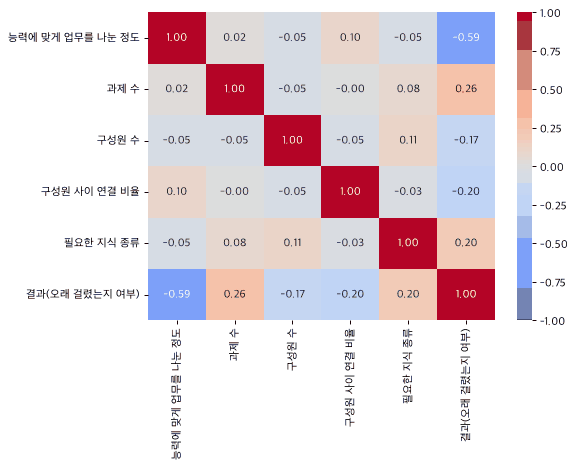 능력에 맞게 업무를 나눈 정도 1.00 0.02 -0.05 0.10 -0.05 -0.59
과제 수 0.02 1.00 -0.05 -0.00 0.08 0.26
구성원 수 -0.05 -0.05 1.00 -0.05 0.11 -0.17
구성원 사이 연결 비율 0.10 -0.00 -0.05 1.00 -0.03 -0.20
필요한 지식 종류 -0.05 0.08 0.11 -0.03 1.00 0.20
결과(오래 걸렸는지 여부) -0.59 0.26 -0.17 -0.20 0.20 1.00
능력에 맞게 업무를 나눈 정도
과제 수
구성원 수
구성원 사이 연결 비율
필요한 지식 종류
결과(오래 걸렸는지 여부)
1.00
0.75
0.50
0.25
0.00
-0.25
-0.50
-0.75
-1.00